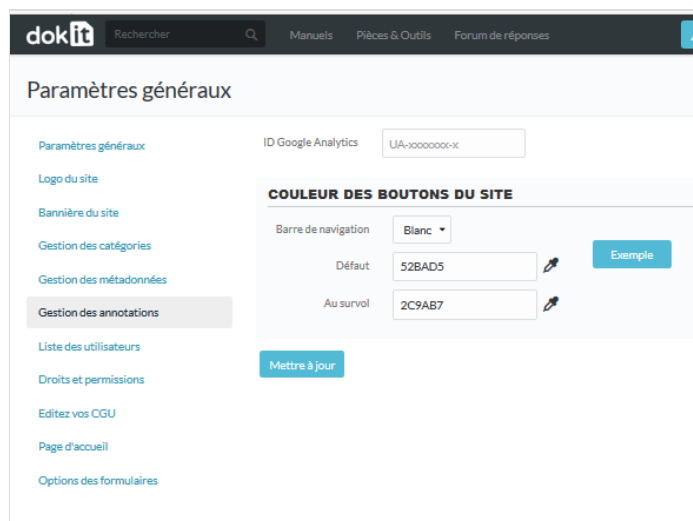 dokit Rechercher Manuels Pièces & Outils Forum de réponses
Paramètres généraux
Paramètres généraux
Logo du site
Bannière du site
Gestion des catégories
Gestion des métadonnées
Gestion des annotations
Liste des utilisateurs
Droits et permissions
Editez vos CGU
Page d'accueil
Options des formulaires
ID Google Analytics UA-xxxxxxx-x
COULEUR DES BOUTONS DU SITE
Barre de navigation Blanc
Défaut 52BAD5
Exemple
Au survol 2C9AB7
Mettre à jour